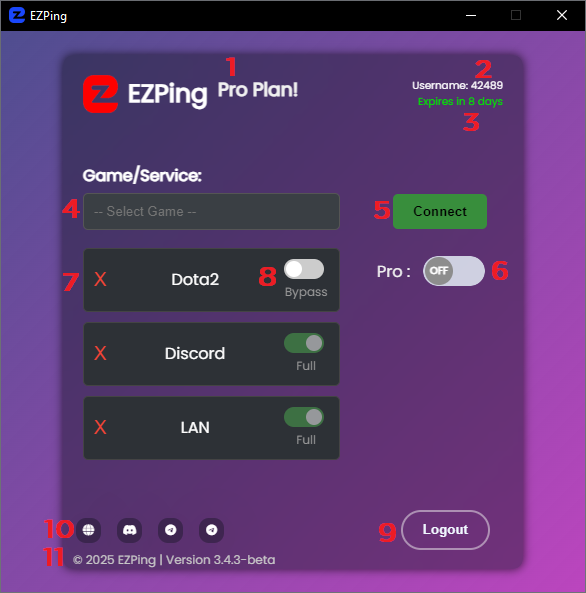 EZPing
1
2
EZPing Pro Plan!
Username: 42489
Expires in 8 days
3
Game/Service:
4 -- Select Game --
5 Connect
7 X Dota2 8 Bypass
Pro : OFF 6
X Discord Full
X LAN Full
10
9 Logout
11 © 2025 EZPing | Version 3.4.3-beta